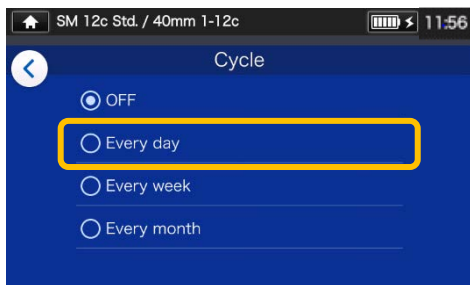 SM 12c Std. / 40mm 1-12c 11:56
Cycle
OFF
Every day
Every week
Every month